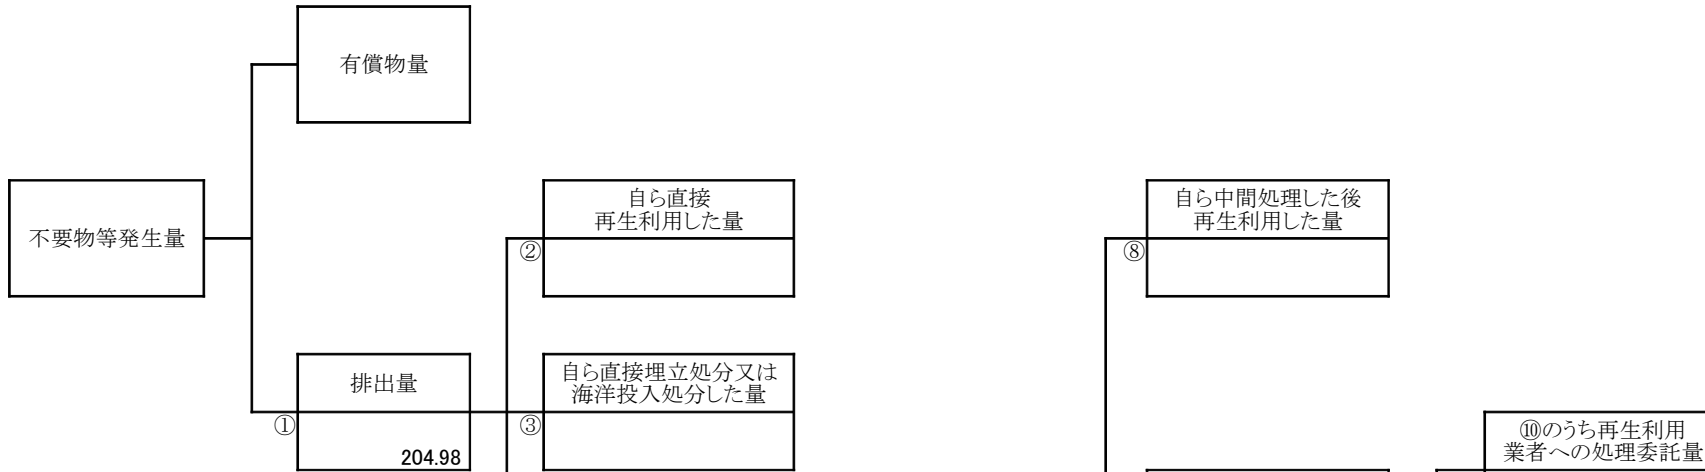 有償物量
不要物等発生量
自ら直接
再生利用した量
②
自ら中間処理した後
再生利用した量
⑧
排出量
①
204.98
自ら直接埋立処分又は
海洋投入処分した量
③
⑩のうち再生利用
業者への処理委託量